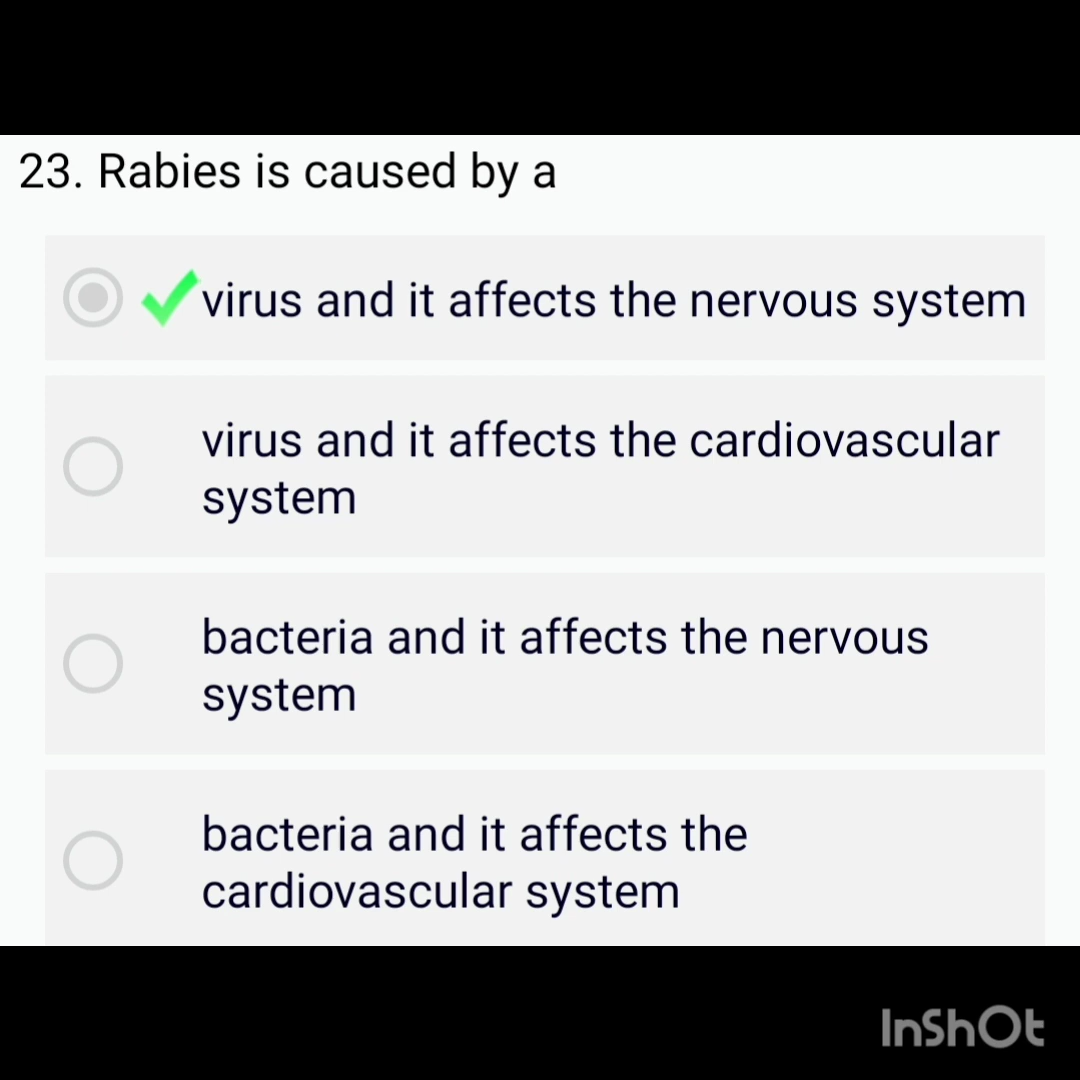 23. Rabies is caused by a
virus and it affects the nervous system
virus and it affects the cardiovascular
system
bacteria and it affects the nervous
system
bacteria and it affects the
cardiovascular system
InShOt